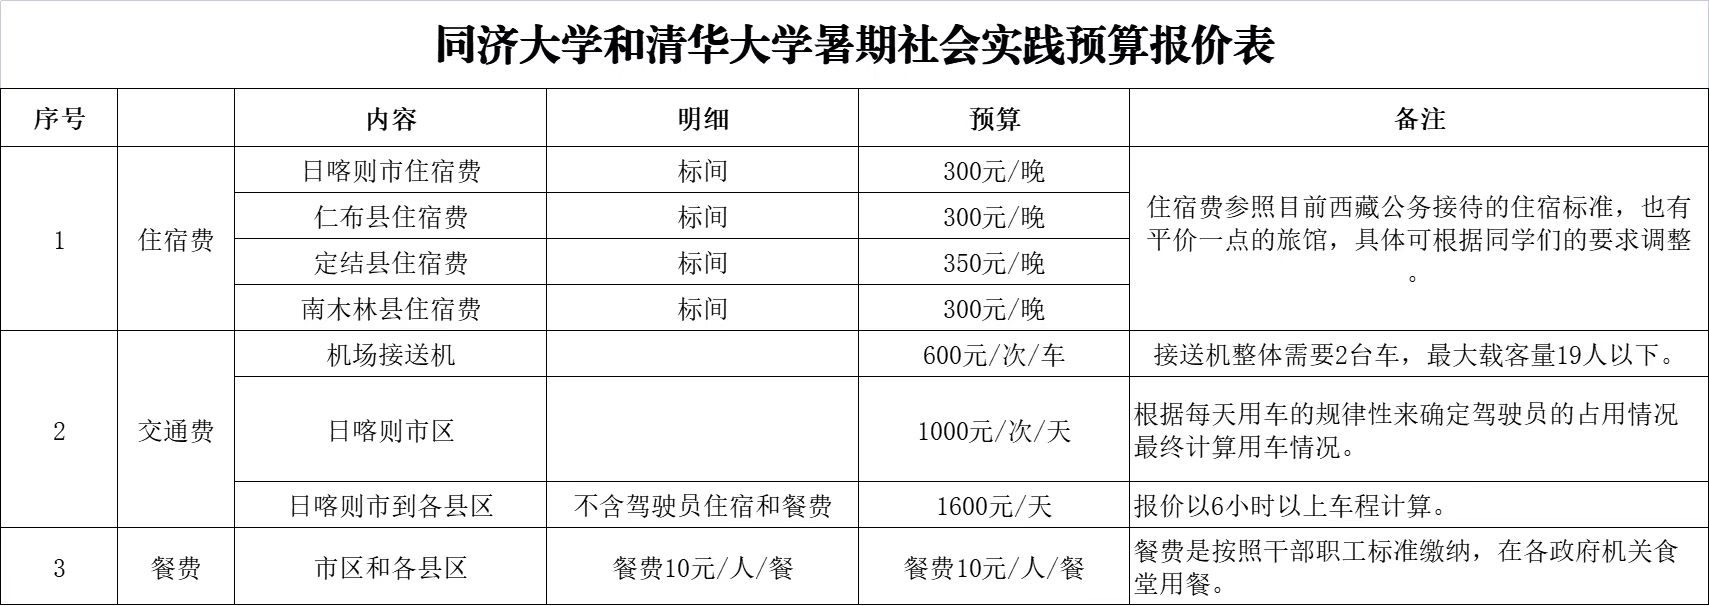 同济大学和清华大学暑期社会实践预算报价表
序号 内容 明细 预算 备注
1 住宿费
日喀则市住宿费 标间 300元/晚
仁布县住宿费 标间 300元/晚
定结县住宿费 标间 350元/晚
南木林县住宿费 标间 300元/晚
住宿费参照目前西藏公务接待的住宿标准，也有
平价一点的旅馆，具体可根据同学们的要求调整
。
2 交通费
机场接送机 600元/次/车 接送机整体需要2台车，最大载客量19人以下。
日喀则市区 1000元/次/天
根据每天用车的规律性来确定驾驶员的占用情况
最终计算用车情况。
日喀则市到各县区 不含驾驶员住宿和餐费 1600元/天 报价以6小时以上车程计算。
3 餐费 市区和各县区 餐费10元/人/餐 餐费10元/人/餐
餐费是按照干部职工标准缴纳，在各政府机关食
堂用餐。